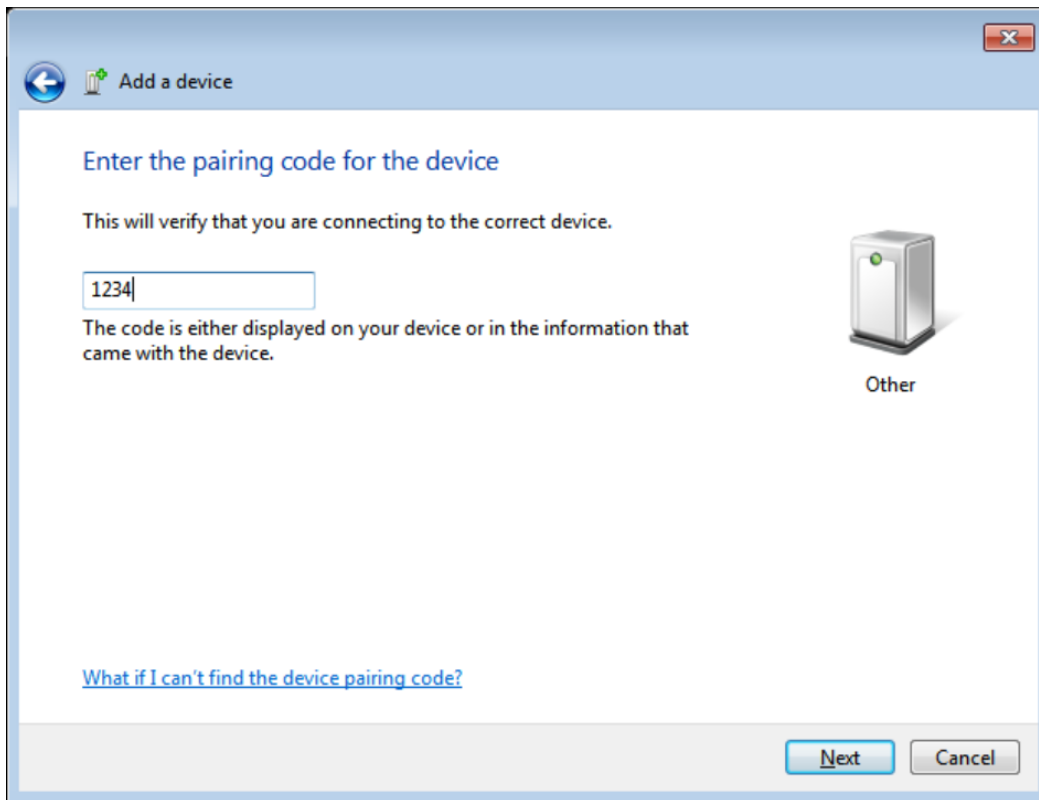 Add a device
Enter the pairing code for the device
This will verify that you are connecting to the correct device.
1234
The code is either displayed on your device or in the information that
came with the device.
Other
What if I can't find the device pairing code?
Next
Cancel